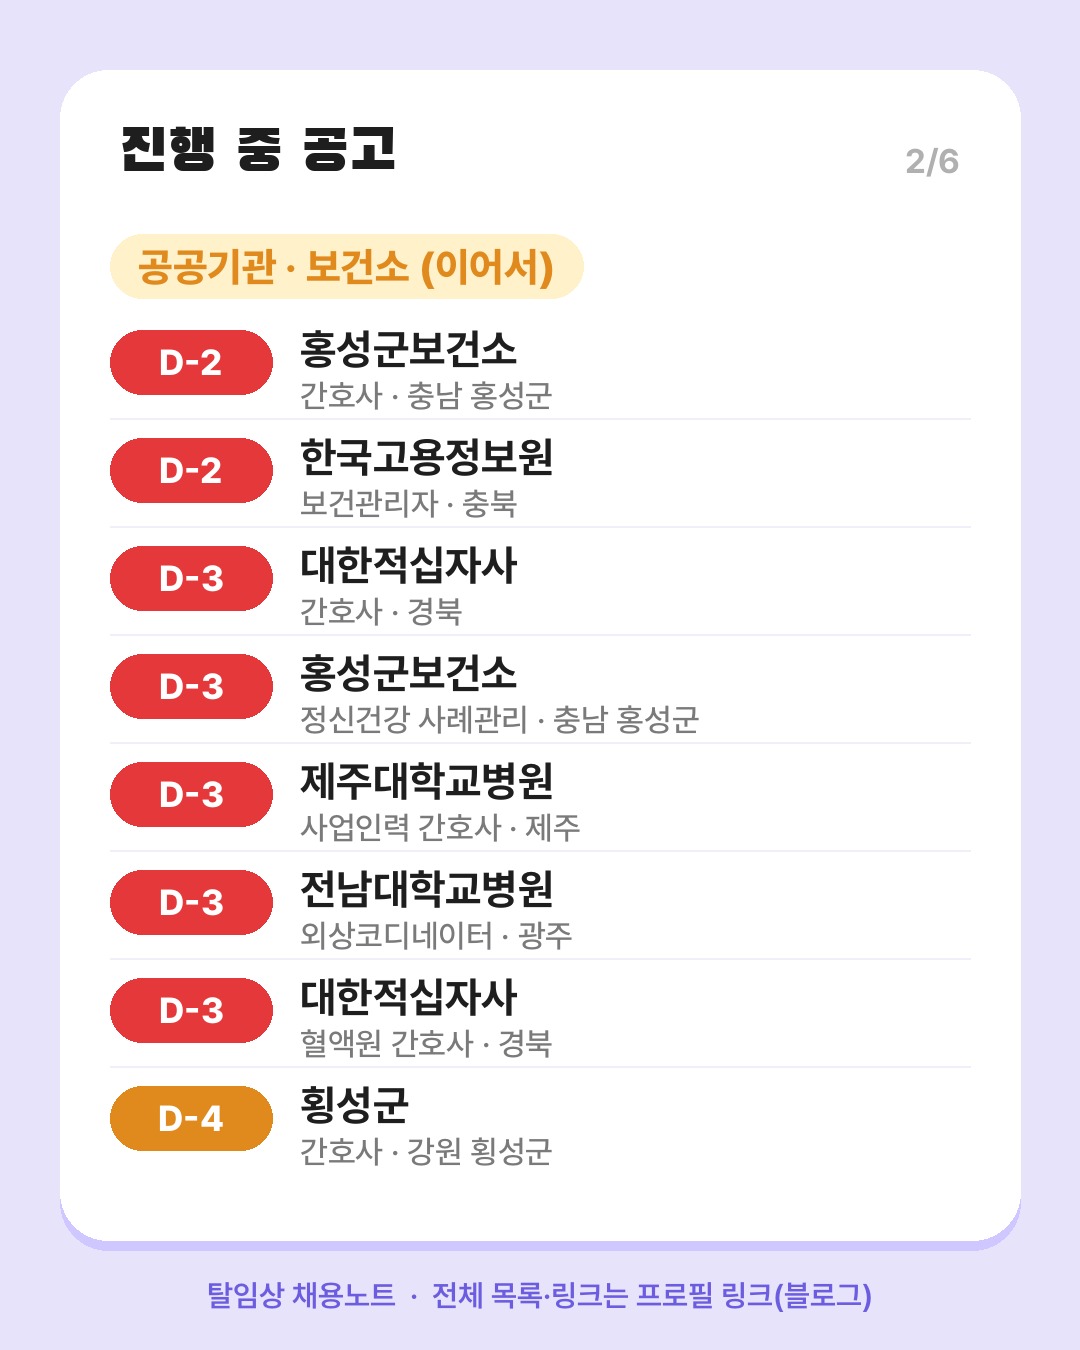 진행 중 공고
2/6
공공기관 · 보건소 (이어서)
D-2
홍성군보건소
간호사 · 충남 홍성군
D-2
한국고용정보원
보건관리자 · 충북
D-3
대한적십자사
간호사 · 경북
D-3
홍성군보건소
정신건강 사례관리 · 충남 홍성군
D-3
제주대학교병원
사업인력 간호사 · 제주
D-3
전남대학교병원
외상코디네이터 · 광주
D-3
대한적십자사
혈액원 간호사 · 경북
D-4
횡성군
간호사 · 강원 횡성군
탈임상 채용노트 · 전체 목록·링크는 프로필 링크(블로그)